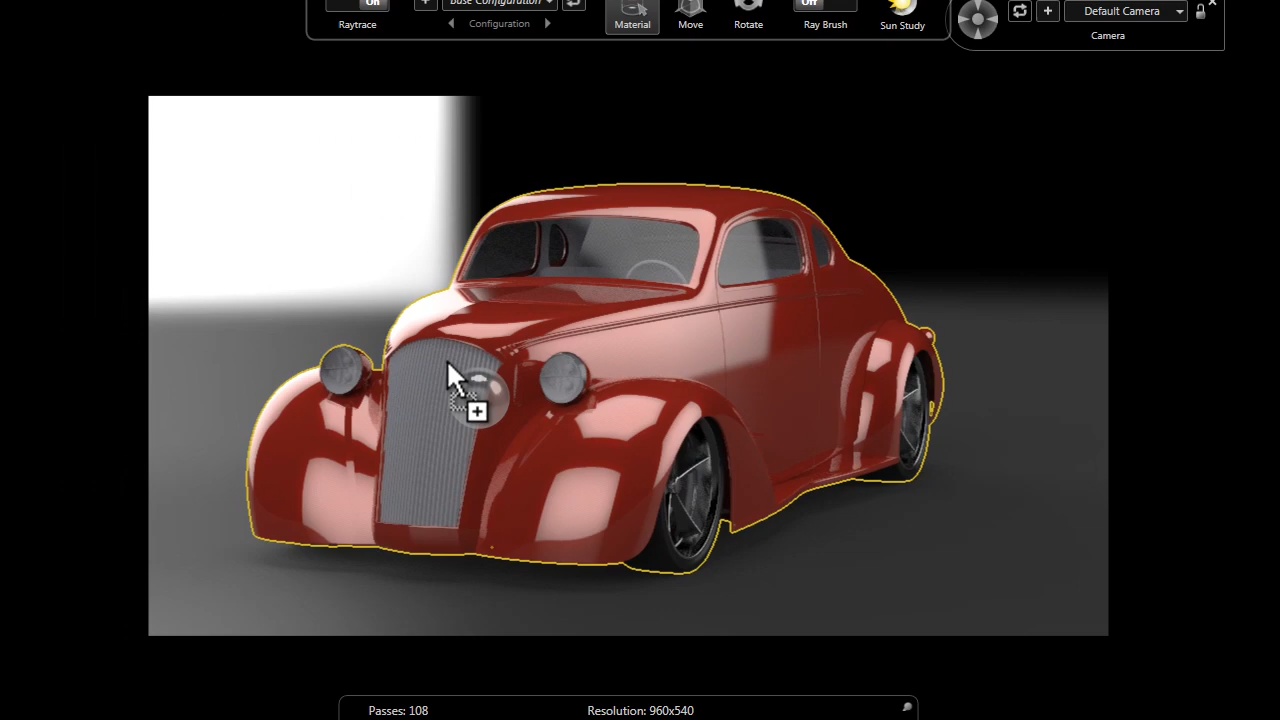 On
+
Base Configuration
Off
Default Camera
Raytrace
Configuration
Material
Move
Rotate
Ray Brush
Sun Study
Camera
Passes: 108
Resolution: 960x540